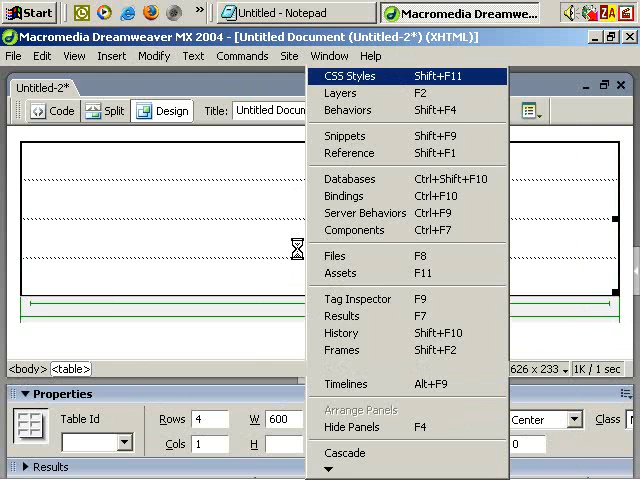 Start
Untitled - Notepad
Macromedia Dreamwe...
Macromedia Dreamweaver MX 2004 - [Untitled Document (Untitled-2*) (XHTML)]
File Edit View Insert Modify Text Commands Site Window Help
Untitled-2*
Code Split Design Title: Untitled Docum
CSS Styles Shift+F11
Layers F2
Behaviors Shift+F4
Snippets Shift+F9
Reference Shift+F1
Databases Ctrl+Shift+F10
Bindings Ctrl+F10
Server Behaviors Ctrl+F9
Components Ctrl+F7
Files F8
Assets F11
Tag Inspector F9
Results F7
History Shift+F10
Frames Shift+F2
Timelines Alt+F9
Arrange Panels
Hide Panels F4
Cascade
<body> <table>
626 x 233 1K / 1 sec
Properties
Table Id Rows 4 W 600 Center Class
Cols 1 H 0
Results